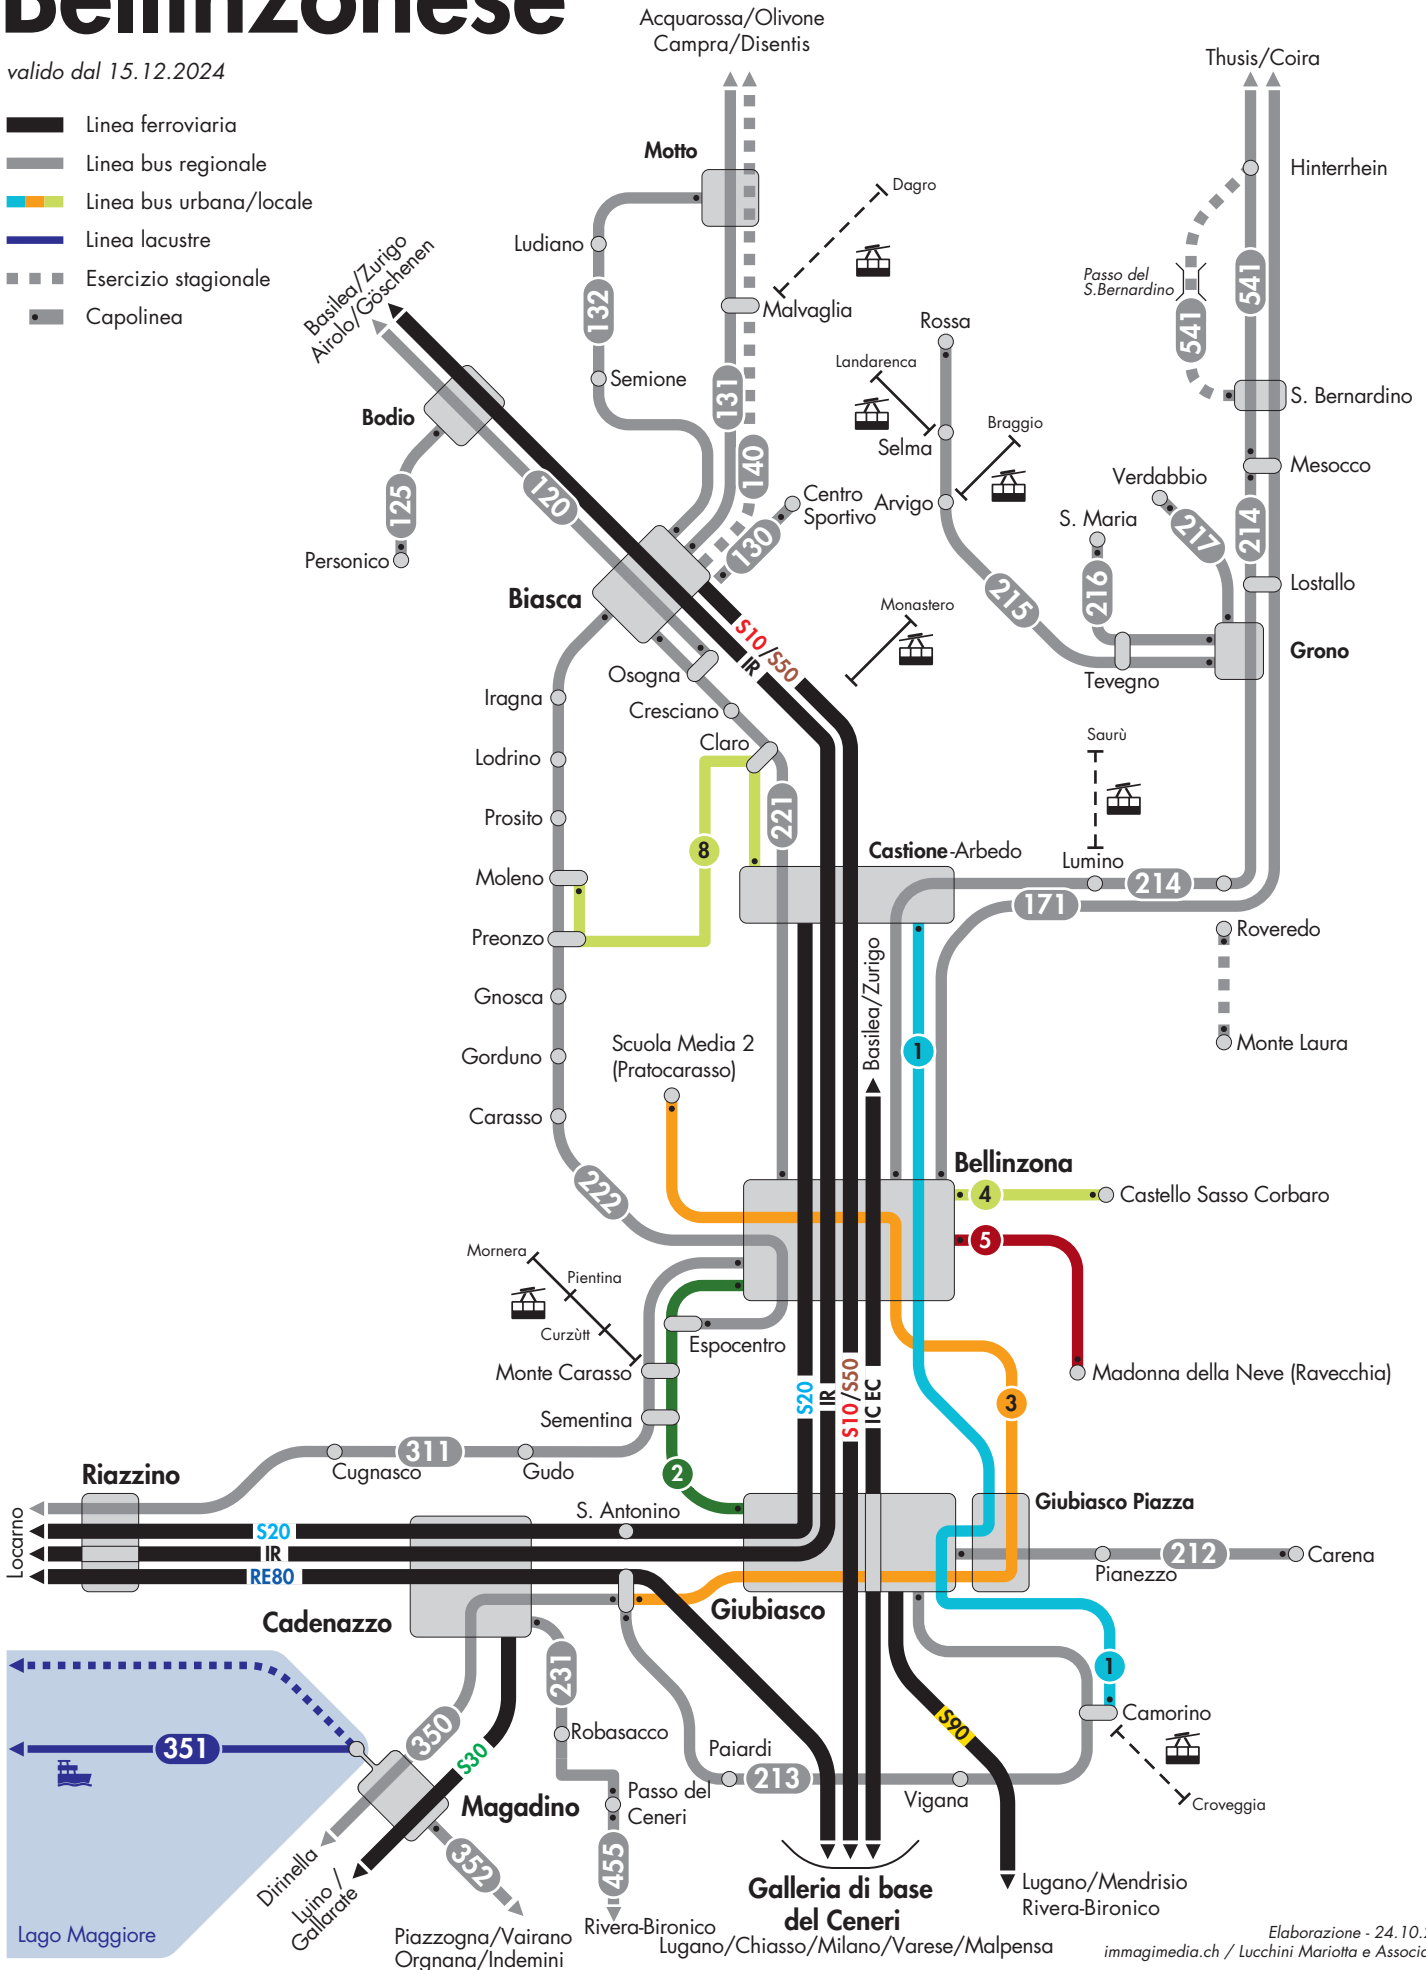 Bellinzonese
valido dal 15.12.2024
Linea ferroviaria
Linea bus regionale
Linea bus urbana/locale
Linea lacustre
Esercizio stagionale
Capolinea
Acquarossa/Olivone
Campra/Disentis
Thusis/Coira
Motto
Dagro
Hinterrhein
Ludiano
Basilea/Zurigo
Airolo/Göschenen
132
Malvaglia
Passo del
S.Bernardino
541
541
Rossa
Landarenca
Semione
131
Bodio
S. Bernardino
Selma
Braggio
140
Mesocco
Verdabbio
125
120
Centro
Sportivo
Arvigo
S. Maria
217
214
130
Personico
Biasca
215
216
Lostallo
Monastero
S10/S50
IR
Grono
Osogna
Tevegno
Iragna
Cresciano
Claro
Saurù
Lodrino
221
Prosito
8
Castione-Arbedo
Lumino
214
Moleno
171
Preonzo
Roveredo
Basilea/Zurigo
Gnosca
Scuola Media 2
(Pratocarasso)
1
Gorduno
Monte Laura
Carasso
Bellinzona
222
4
Castello Sasso Corbaro
5
Mornera
Pientina
Curzùtt
Espocentro
Monte Carasso
Madonna della Neve (Ravecchia)
S20
IR
S10/S50
IC EC
3
Sementina
311
Cugnasco
Gudo
2
Riazzino
S. Antonino
Giubiasco Piazza
Locarno
S20
IR
RE80
212
Carena
Pianezzo
Cadenazzo
Giubiasco
231
1
350
S30
Robasacco
S90
Camorino
351
Paiardi
213
Vigana
Croveggia
Magadino
Passo del
Ceneri
352
455
Dirinella
Luino /
Gallarate
Galleria di base
del Ceneri
Lugano/Chiasso/Milano/Varese/Malpensa
Lugano/Mendrisio
Rivera-Bironico
Rivera-Bironico
Piazzogna/Vairano
Orgnana/Indemini
Lago Maggiore
Elaborazione - 24.10.2
immagimedia.ch / Lucchini Mariotta e Associa